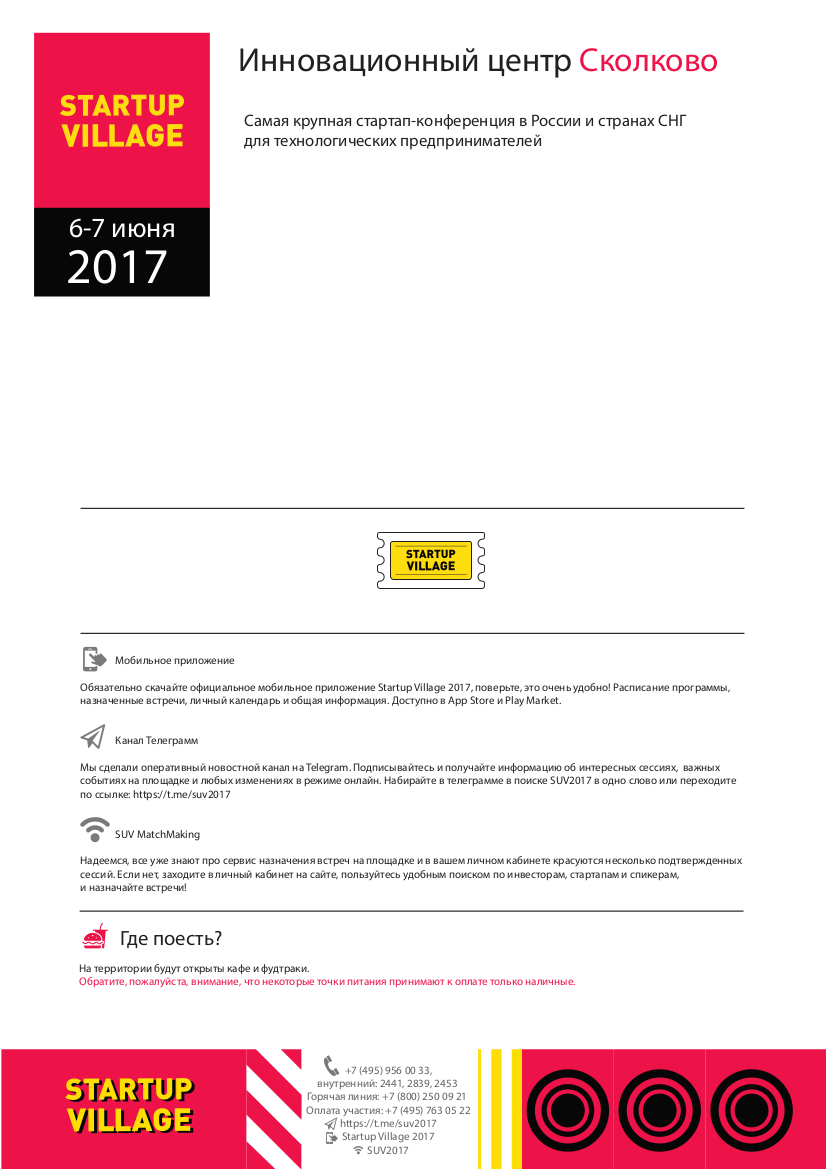 STARTUP
VILLAGE
6-7 июня
2017
Инновационный центр Сколково
Самая крупная стартап-конференция в России и странах СНГ
для технологических предпринимателей
STARTUP
VILLAGE
Мобильное приложение
Обязательно скачайте официальное мобильное приложение Startup Village 2017, поверьте, это очень удобно! Расписание программы,
назначенные встречи, личный календарь и общая информация. Доступно в App Store и Play Market.
Канал Телеграмм
Мы сделали оперативный новостной канал на Telegram. Подписывайтесь и получайте информацию об интересных сессиях, важных
событиях на площадке и любых изменениях в режиме онлайн. Набирайте в телеграмме в поиске SUV2017 в одно слово или переходите
по ссылке: https://t.me/suv2017
SUV MatchMaking
Надеемся, все уже знают про сервис назначения встреч на площадке и в вашем личном кабинете красуются несколько подтвержденных
сессий. Если нет, заходите в личный кабинет на сайте, пользуйтесь удобным поиском по инвесторам, стартапам и спикерам,
и назначайте встречи!
Где поесть?
На территории будут открыты кафе и фудтраки.
Обратите, пожалуйста, внимание, что некоторые точки питания принимают к оплате только наличные.
STARTUP
VILLAGE
+7 (495) 956 00 33,
внутренний: 2441, 2839, 2453
Горячая линия: +7 (800) 250 09 21
Оплата участия: +7 (495) 763 05 22
https://t.me/suv2017
Startup Village 2017
SUV2017